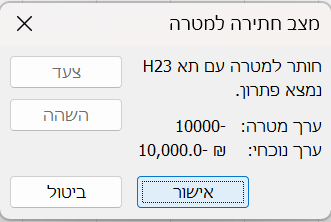 מצב חתירה למטרה
חותר למטרה עם תא H23
נמצא פתרון.
ערך מטרה: -10000
ערך נוכחי: ₪ -10,000.0
צעד
השהה
אישור
ביטול